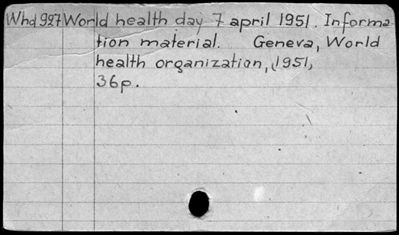 Whd 927 World health day 7 april 1951. Informa-
tion material. Geneva, World
health organization, 1951,
36p.